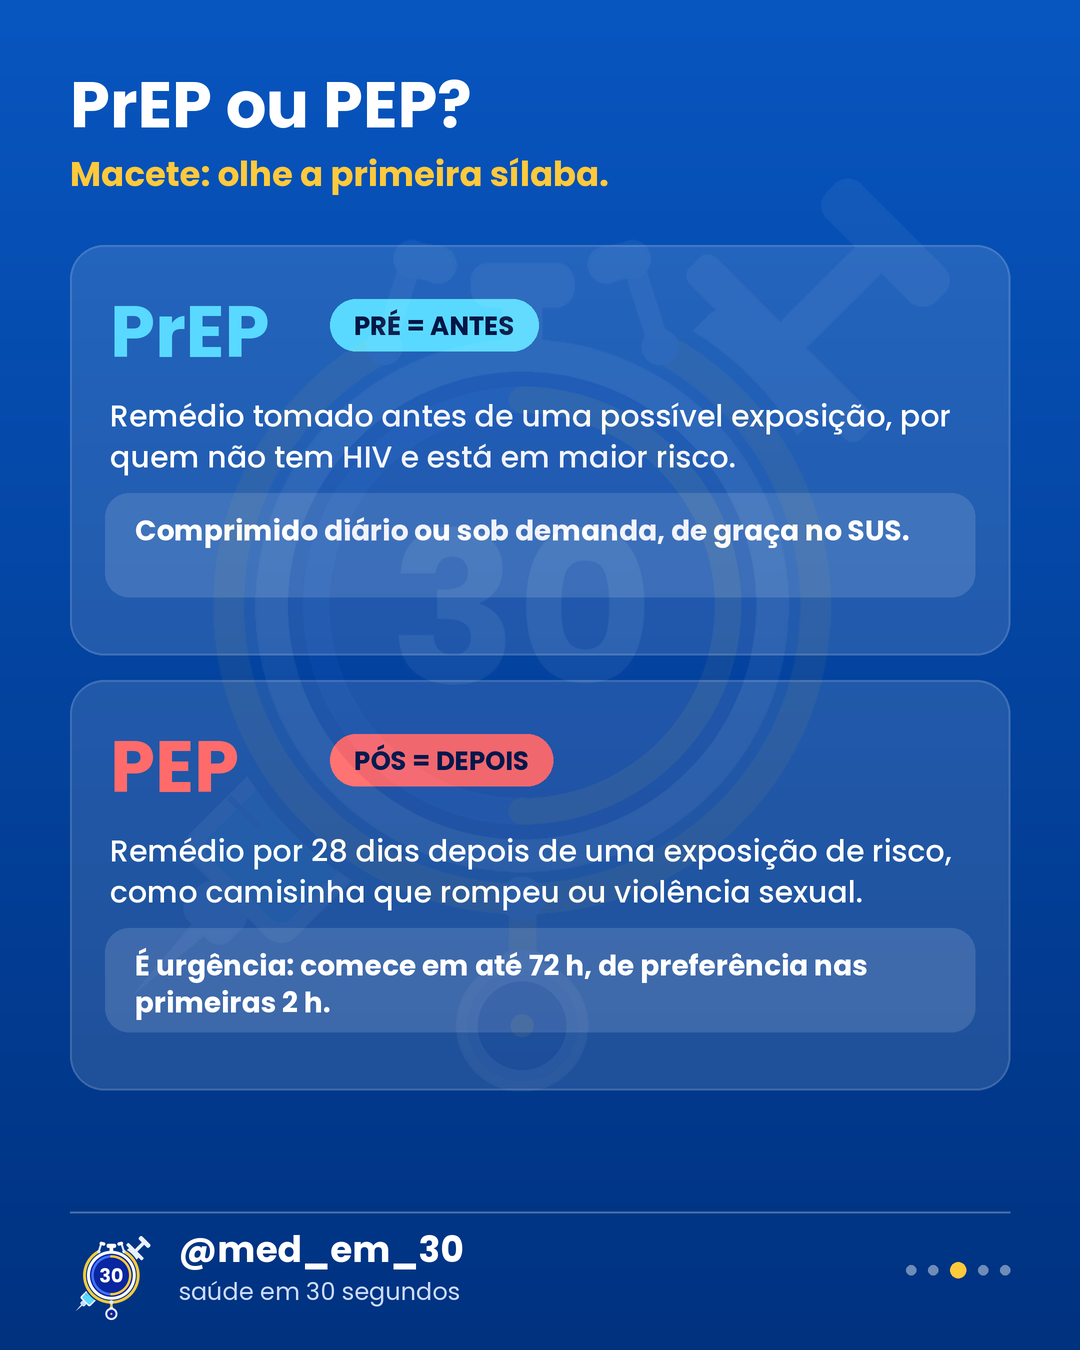 PrEP ou PEP?
Macete: olhe a primeira sílaba.
PrEP
PRÉ = ANTES
Remédio tomado antes de uma possível exposição, por
quem não tem HIV e está em maior risco.
Comprimido diário ou sob demanda, de graça no SUS.
30
PEP
PÓS = DEPOIS
Remédio por 28 dias depois de uma exposição de risco,
como camisinha que rompeu ou violência sexual.
É urgência: comece em até 72 h, de preferência nas
primeiras 2 h.
30
@med_em_30
saúde em 30 segundos